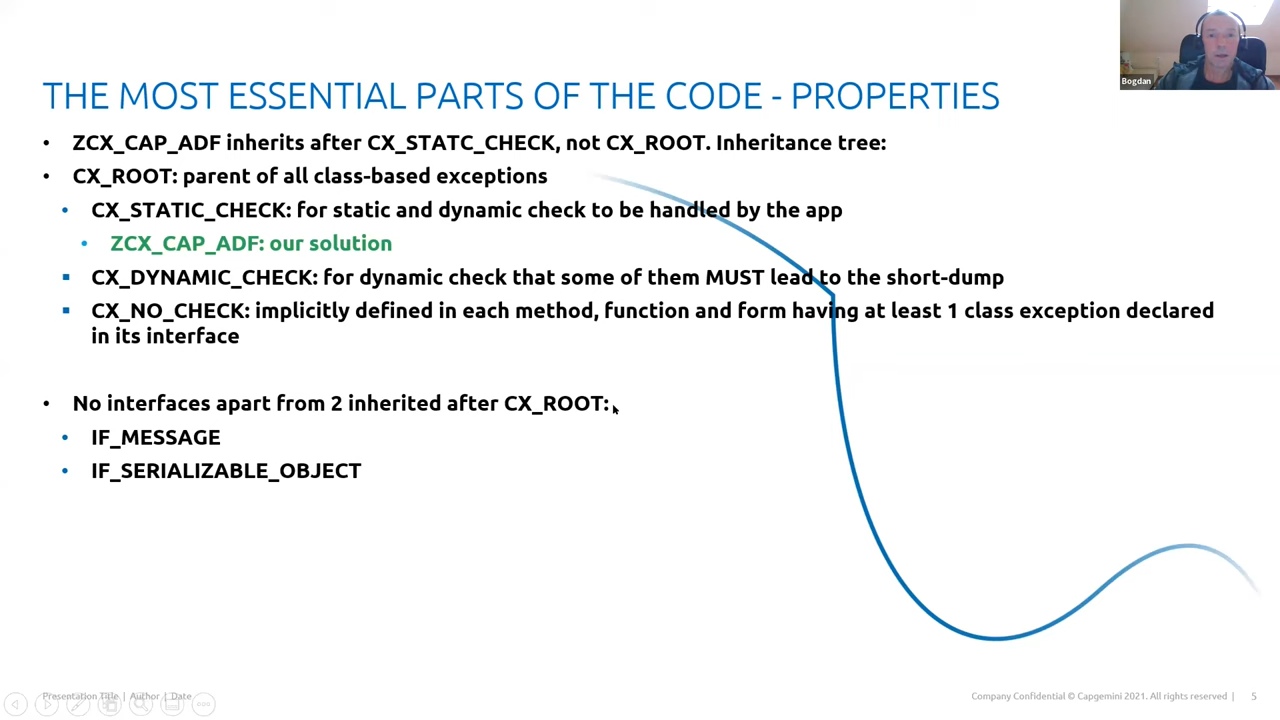 Bogdan
THE MOST ESSENTIAL PARTS OF THE CODE - PROPERTIES
• ZCX_CAP_ADF inherits after CX_STATC_CHECK, not CX_ROOT. Inheritance tree:
• CX_ROOT: parent of all class-based exceptions
• CX_STATIC_CHECK: for static and dynamic check to be handled by the app
• ZCX_CAP_ADF: our solution
▪ CX_DYNAMIC_CHECK: for dynamic check that some of them MUST lead to the short-dump
▪ CX_NO_CHECK: implicitly defined in each method, function and form having at least 1 class exception declared
in its interface
• No interfaces apart from 2 inherited after CX_ROOT:
• IF_MESSAGE
• IF_SERIALIZABLE_OBJECT
Presentation Title | Author | Date
Company Confidential © Capgemini 2021. All rights reserved | 5